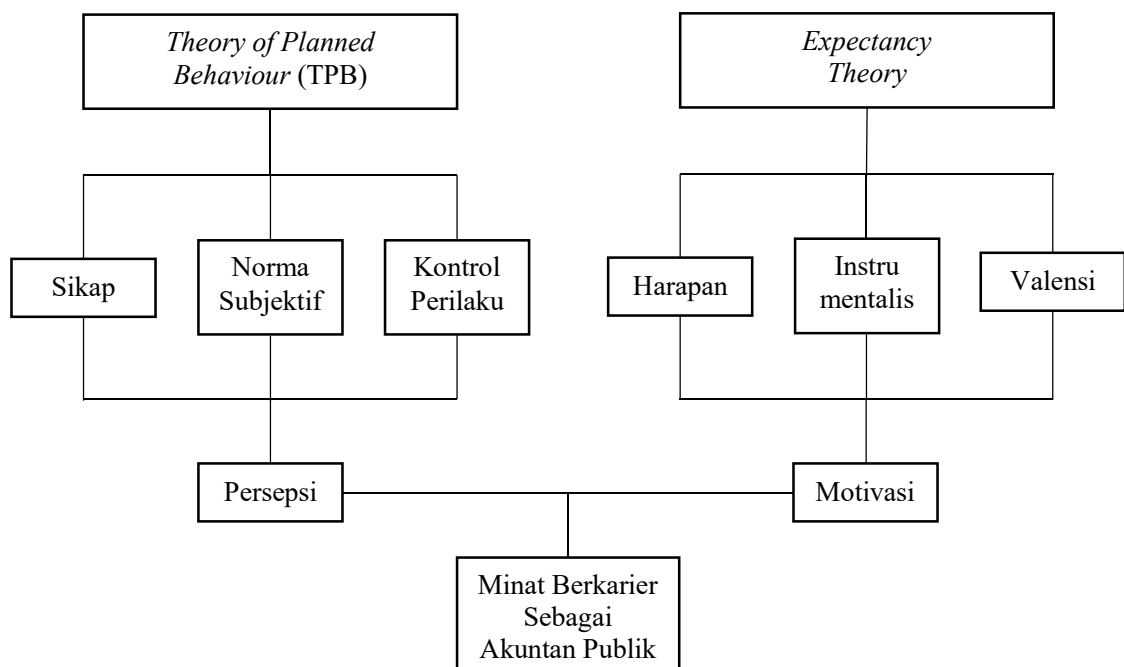 Theory of Planned
Behaviour (TPB)
Expectancy
Theory
Sikap
Norma
Subjektif
Kontrol
Perilaku
Harapan
Instru
mentalis
Valensi
Persepsi
Motivasi
Minat Berkarier
Sebagai
Akuntan Publik